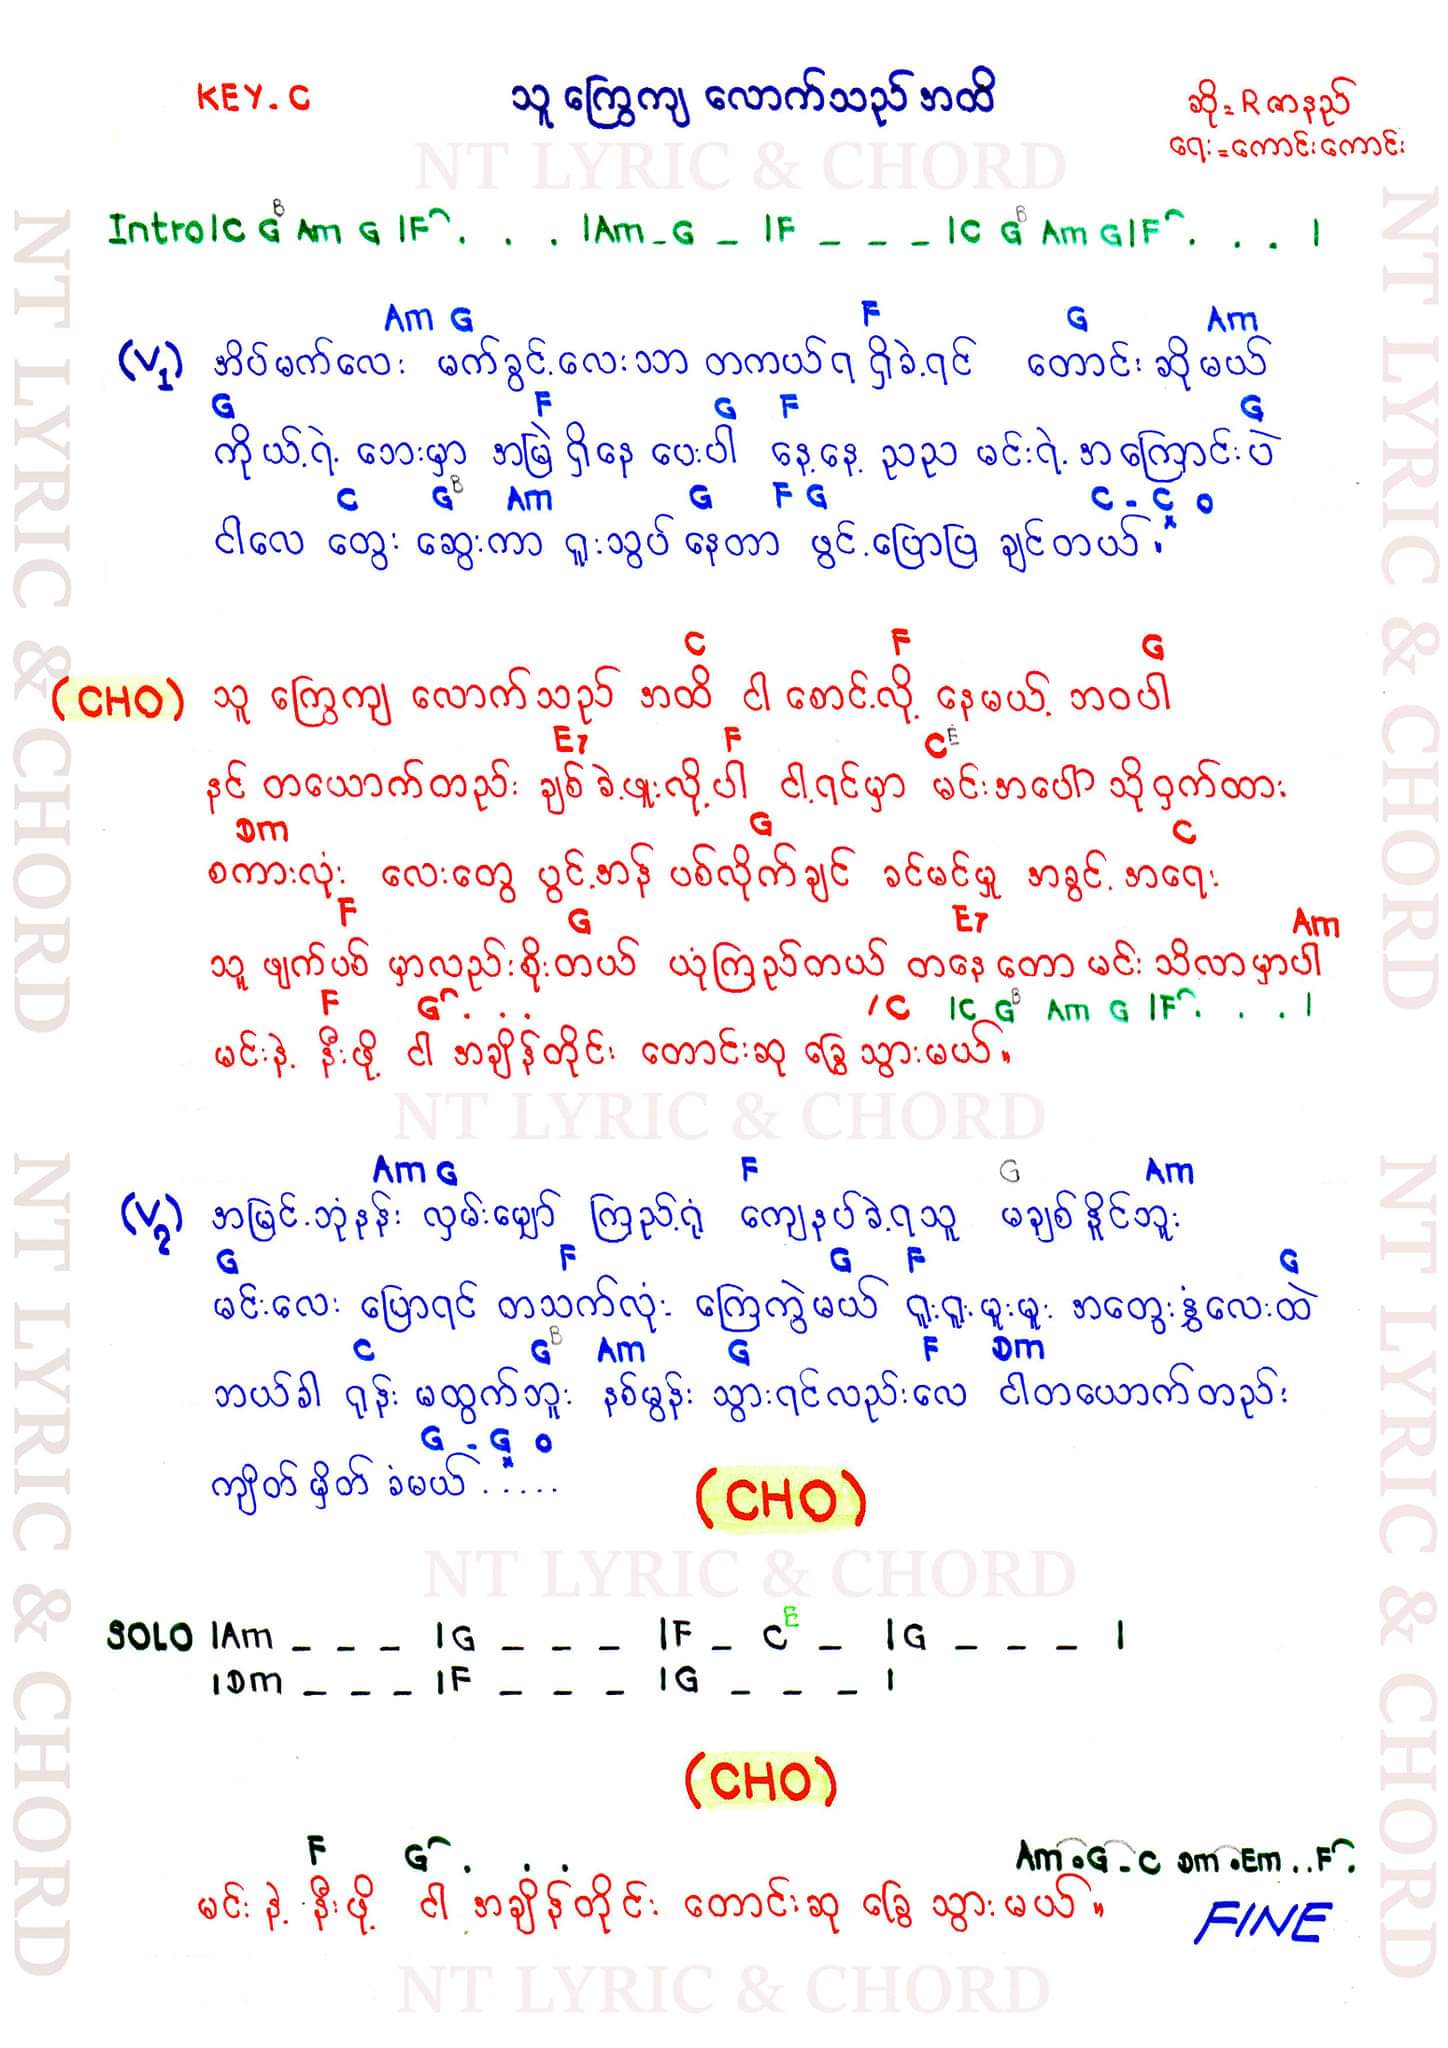 KEY. C
သူ ကြွေကျ လောက်သည် အထိ
ဆို = R ဇာနည်
ရေး = ကောင်းကောင်း
NT LYRIC & CHORD
Intro |C G B Am G |F . . . |Am - G - |F - - - |C G B Am G |F . . . |
Am G F G Am
(V1) အိပ်မက်လေး မက်ခွင့်လေးသာ တကယ်ရ ရှိခဲ့ရင် တောင်း ဆိုမယ်
G F G F G
ကိုယ့်ရဲ့ ဘေးမှာ အမြဲ ရှိနေ ပေးပါ နေ့နေ့ ညည မင်းရဲ့ အကြောင်းပဲ
C G B Am G F G C - C x o
ငါလေ တွေး ဆွေးကာ ရူးသွပ် နေတာ ဖွင့်ပြောပြ ချင်တယ်။
C F G
(CHO) သူ ကြွေကျ လောက်သည် အထိ ငါ စောင့်လို့ နေမယ့် ဘဝပါ
E7 F C E
နင် တယောက်တည်း ချစ်ခဲ့ဖူးလို့ပါ ငါ့ရင်မှာ မင်းအပေါ် သိုဝှက်ထား
Dm G C
စကားလုံး လေးတွေ ပွင့်အန် ပစ်လိုက်ချင် ခင်မင်မှု အခွင့် အရေး
F G E7 Am
သူ ဖျက်ပစ် မှာလည်းစိုးတယ် ယုံကြည်တယ် တနေ့ တော့ မင်း သိလာမှာပါ
F G . . . / C |C G B Am G |F . . . |
မင်းနဲ့ နီးဖို့ ငါ အချိန်တိုင်း တောင်းဆု ခြွေ သွားမယ်။
NT LYRIC & CHORD
Am G F G Am
(V2) အမြင့်ဘုံနန်း လှမ်းမျှော် ကြည့်ရုံ ကျေနပ်ခဲ့ရသူ မချစ်နိုင်ဘူး
G F G F G
မင်းလေး ပြောရင် တသက်လုံး ကြေကွဲမယ် ရူးရူးမူးမူး အတွေးနွံလေးထဲ
C G B Am G F Dm
ဘယ်ခါ ရုန်း မထွက်ဘူး နစ်မွန်း သွားရင်လည်းလေ ငါတယောက်တည်း
G - G x o
ကျိတ် မှိတ် ခံမယ် .....
(CHO)
NT LYRIC & CHORD
SOLO |Am - - - |G - - - |F - C E - |G - - - |
|Dm - - - |F - - - |G - - - |
(CHO)
F G . . . Am . G - C Dm . Em .. F .
မင်း နဲ့ နီးဖို့ ငါ အချိန်တိုင်း တောင်းဆု ခြွေ သွားမယ်။
FINE
NT LYRIC & CHORD
NT LYRIC & CHORD
NT LYRIC & CHORD
NT LYRIC & CHORD
NT LYRIC & CHORD